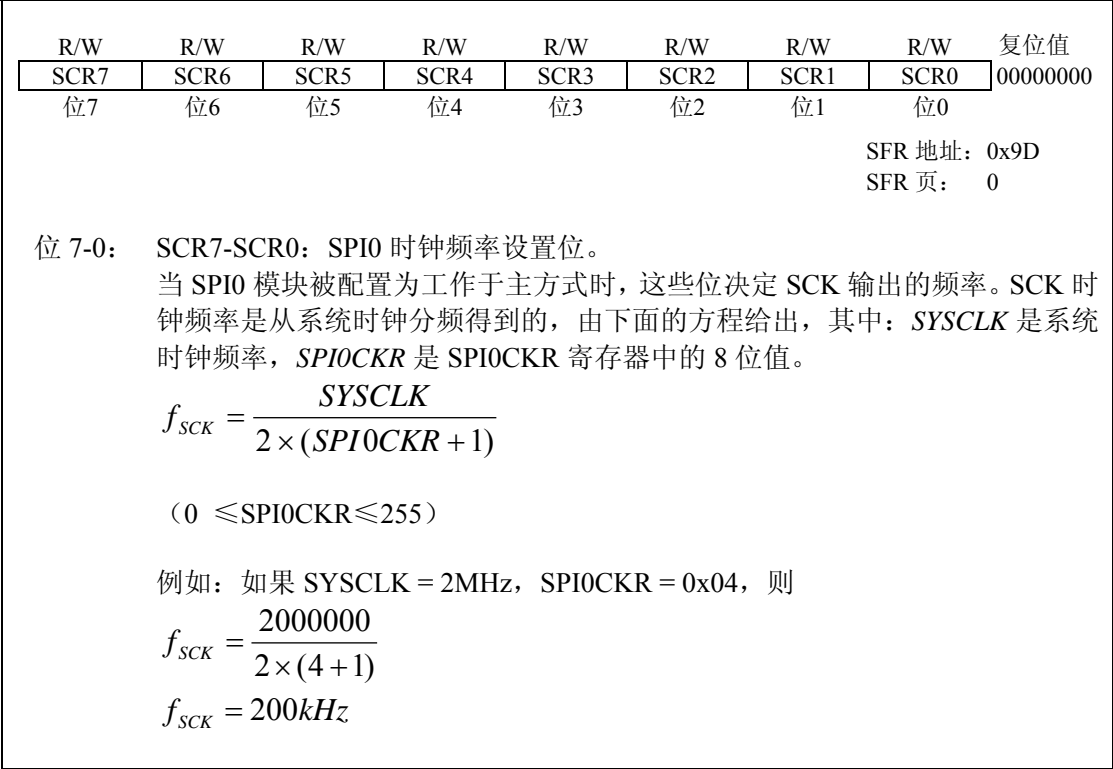 R/W R/W R/W R/W R/W R/W R/W R/W 复位值
SCR7 SCR6 SCR5 SCR4 SCR3 SCR2 SCR1 SCR0 00000000
位7 位6 位5 位4 位3 位2 位1 位0
SFR 地址：0x9D
SFR 页： 0
位 7-0： SCR7-SCR0：SPI0 时钟频率设置位。
当 SPI0 模块被配置为工作于主方式时，这些位决定 SCK 输出的频率。SCK 时
钟频率是从系统时钟分频得到的，由下面的方程给出，其中：SYSCLK 是系统
时钟频率，SPI0CKR 是 SPI0CKR 寄存器中的 8 位值。
f_SCK = SYSCLK / 2×(SPI0CKR+1)
（0 ≤SPI0CKR≤255）
例如：如果 SYSCLK = 2MHz，SPI0CKR = 0x04，则
f_SCK = 2000000 / 2×(4+1)
f_SCK = 200kHz